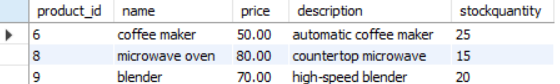 product_id name price description stockquantity
6 coffee maker 50.00 automatic coffee maker 25
8 microwave oven 80.00 countertop microwave 15
9 blender 70.00 high-speed blender 20